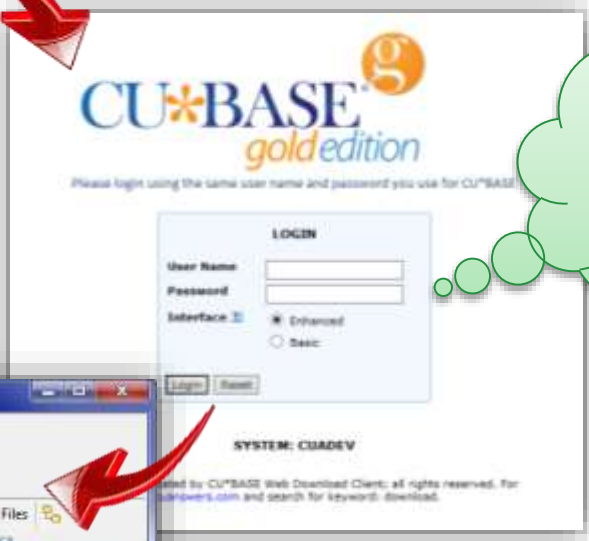 CU*BASE
g
gold edition
Please login using the same user name and password you use for CU*BASE
LOGIN
User Name
Password
Interface
Enhanced
Basic
Login Reset
SYSTEM: CUADEV
by CU*BASE Web Download Client; all rights reserved. For
and search for keyword: download.
Files